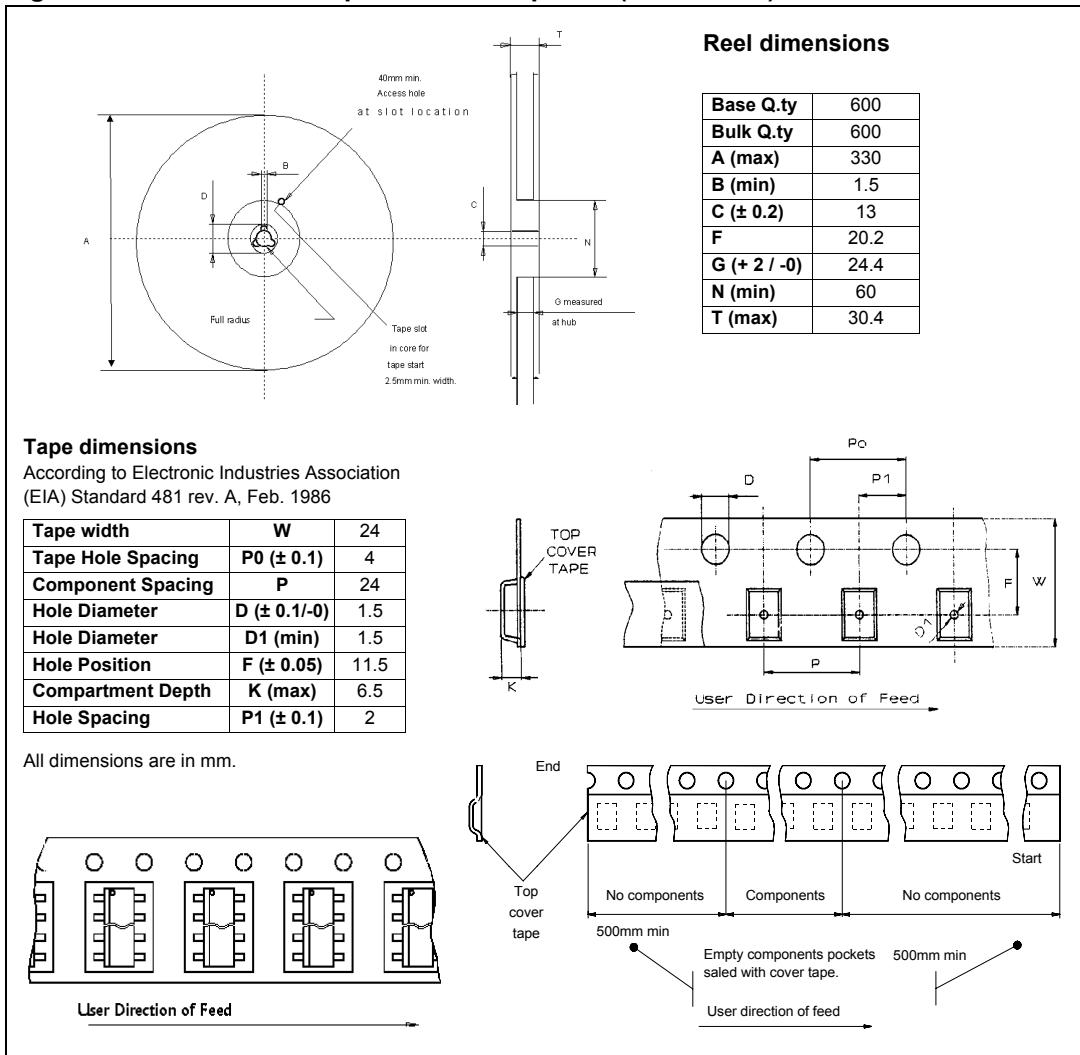 Reel dimensions
Base Q.ty 600
Bulk Q.ty 600
A (max) 330
B (min) 1.5
C (± 0.2) 13
F 20.2
G (+ 2 / -0) 24.4
N (min) 60
T (max) 30.4
T
40mm min.
Access hole
at slot location
B
D
C
A
N
G measured
at hub
Full radius
Tape slot
in core for
tape start
2.5mm min. width.
Tape dimensions
According to Electronic Industries Association
(EIA) Standard 481 rev. A, Feb. 1986
Tape width W 24
Tape Hole Spacing P0 (± 0.1) 4
Component Spacing P 24
Hole Diameter D (± 0.1/-0) 1.5
Hole Diameter D1 (min) 1.5
Hole Position F (± 0.05) 11.5
Compartment Depth K (max) 6.5
Hole Spacing P1 (± 0.1) 2
All dimensions are in mm.
Po
D
P1
TOP
COVER
TAPE
F
W
D1
K
P
User Direction of Feed
End
Start
Top
cover
tape
No components
Components
No components
500mm min
Empty components pockets
saled with cover tape.
500mm min
User direction of feed
User Direction of Feed